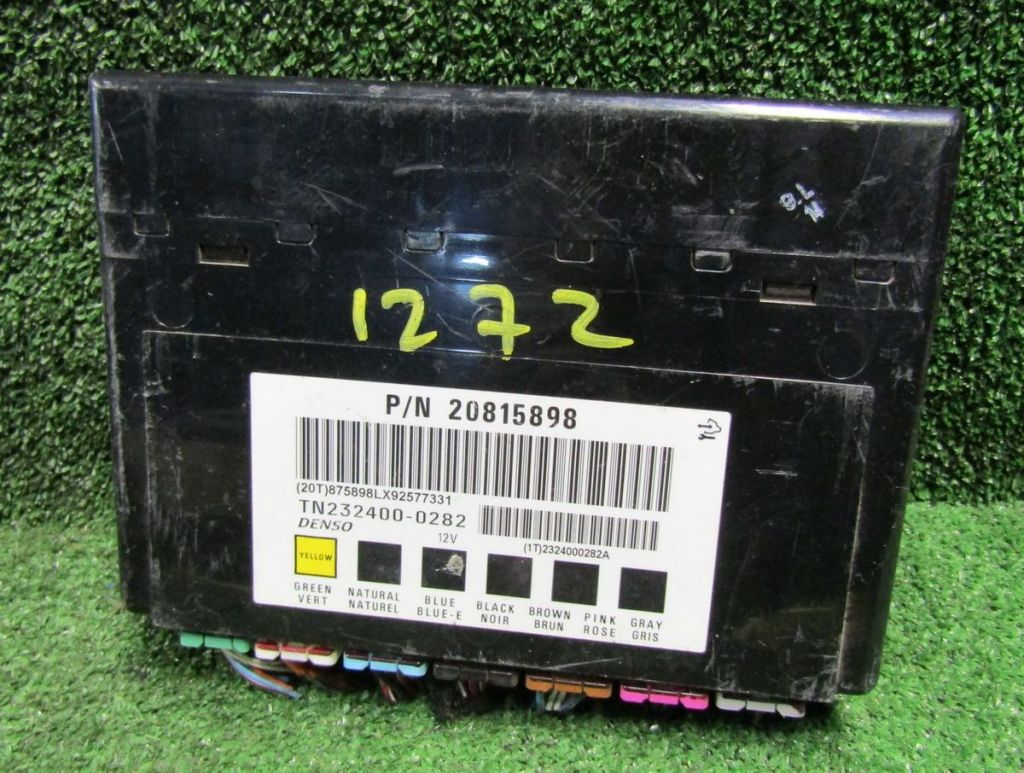 1272
P/N 20815898
(20T)875898LX92577331
TN232400-0282
DENSO
12V
(1T)2324000282A
YELLOW
GREEN NATURAL BLUE BLACK BROWN PINK GRAY
VERT NATUREL BLUE-E NOIR BRUN ROSE GRIS